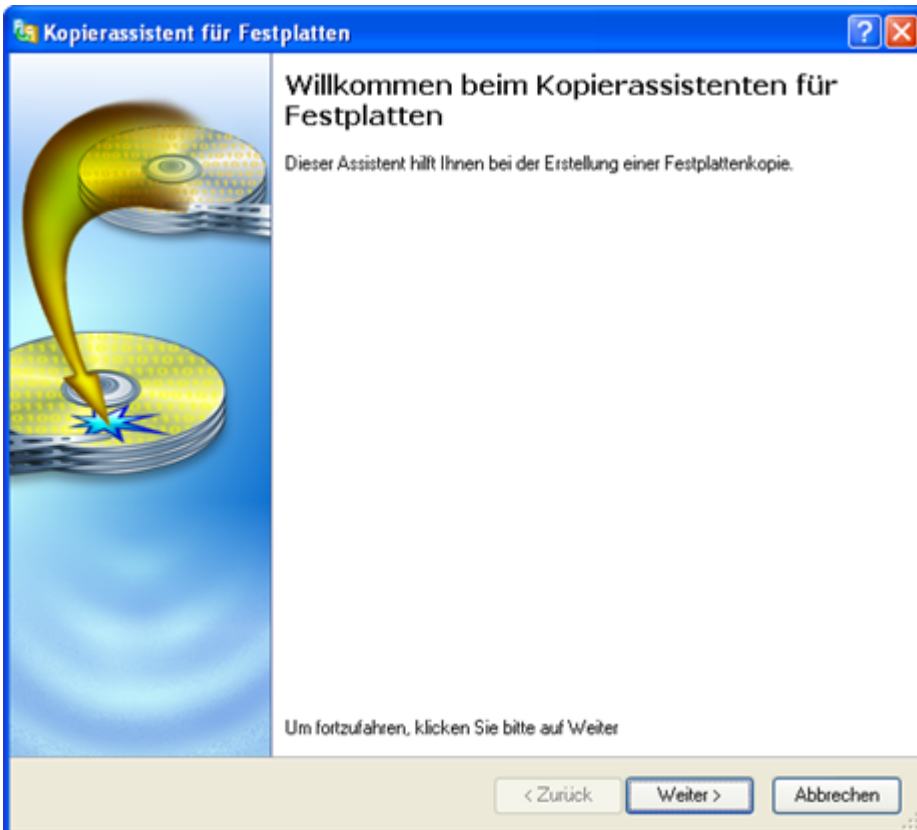 Kopierassistent für Festplatten
Willkommen beim Kopierassistenten für
Festplatten
Dieser Assistent hilft Ihnen bei der Erstellung einer Festplattenkopie.
Um fortzufahren, klicken Sie bitte auf Weiter
< Zurück
Weiter >
Abbrechen